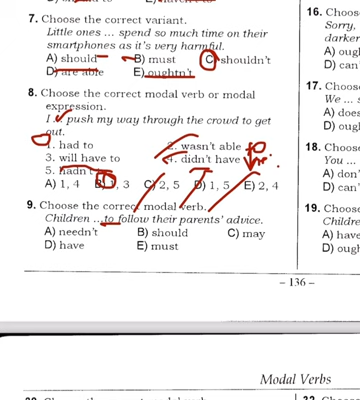 7. Choose the correct variant.
Little ones ... spend so much time on their
smartphones as it's very harmful.
A) should B) must C) shouldn't
D) are able E) oughtn't
8. Choose the correct modal verb or modal
expression.
I ... push my way through the crowd to get
out.
1. had to 2. wasn't able to
3. will have to 4. didn't have
5. hadn't
A) 1, 4 B) 1, 3 C) 2, 5 D) 1, 5 E) 2, 4
9. Choose the correct modal verb.
Children ...to follow their parents' advice.
A) needn't B) should C) may
D) have E) must
16. Choos
Sorry,
darker
A) oug
D) can'
17. Choos
We ... s
A) does
D) ough
18. Choose
You ...
A) don'
D) can'
19. Choose
Childre
A) have
D) ough
– 136 –
Modal Verbs